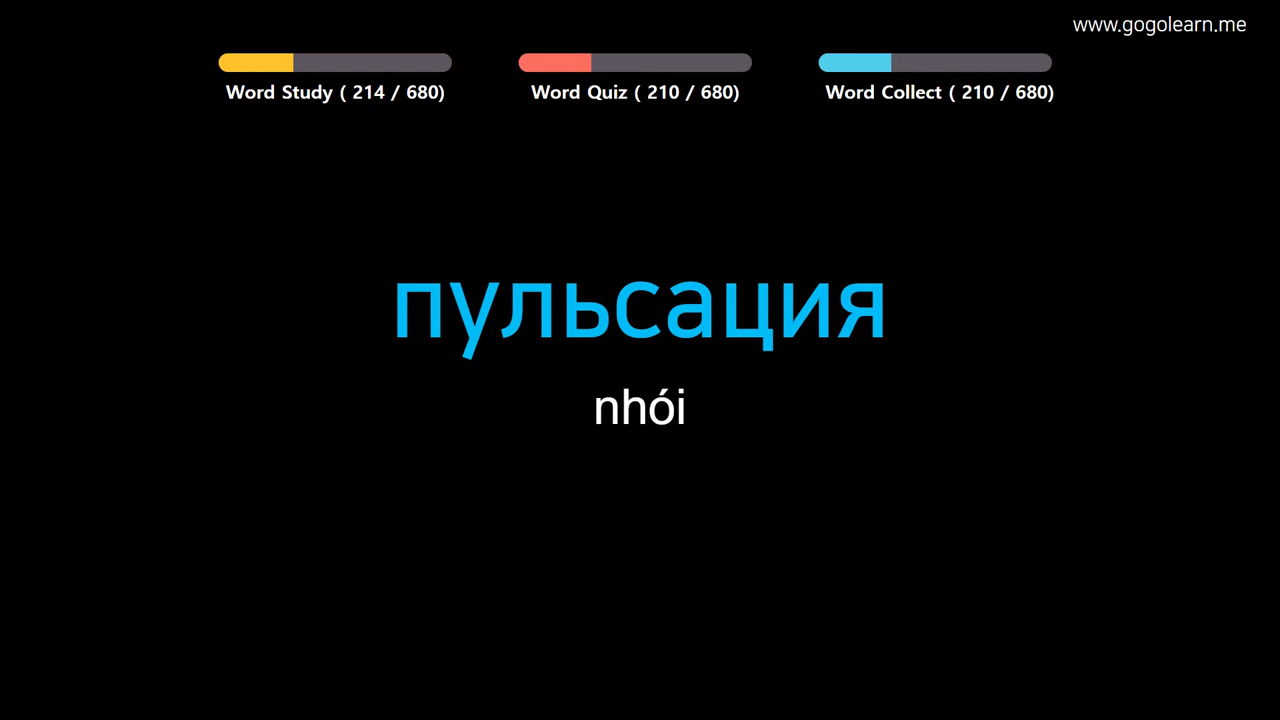 www.gogolearn.me
Word Study ( 214 / 680)
Word Quiz ( 210 / 680)
Word Collect ( 210 / 680)
пульсация
nhói